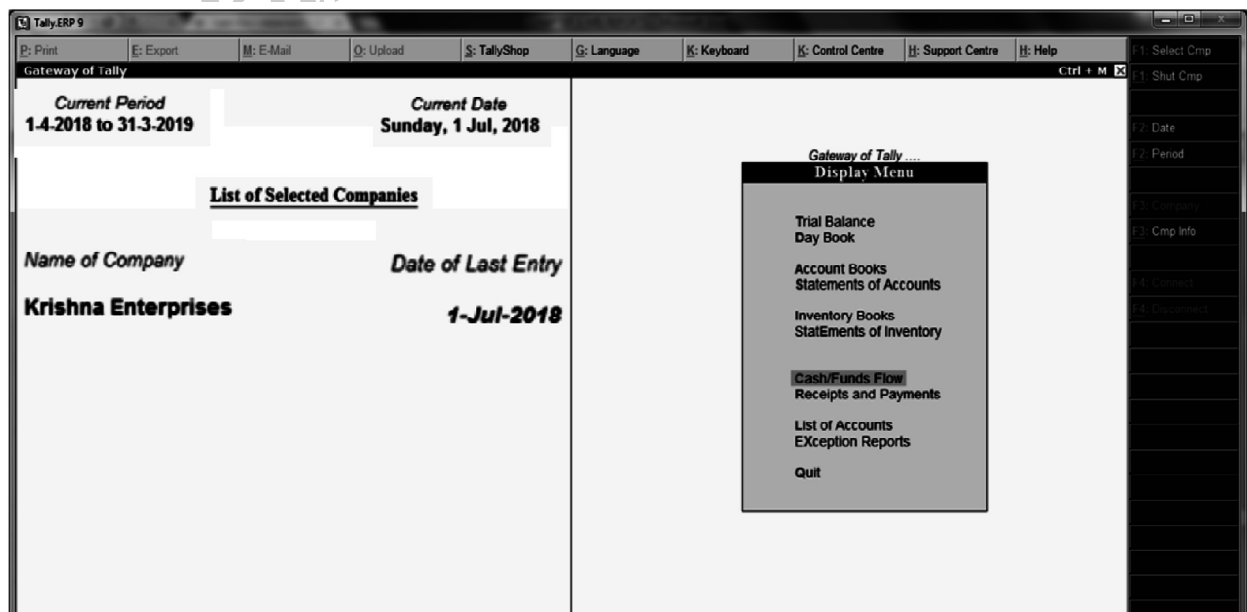 Tally.ERP 9
P: Print E: Export M: E-Mail O: Upload S: TallyShop G: Language K: Keyboard K: Control Centre H: Support Centre H: Help
Gateway of Tally Ctrl + M
Current Period Current Date
1-4-2018 to 31-3-2019 Sunday, 1 Jul, 2018
List of Selected Companies
Name of Company Date of Last Entry
Krishna Enterprises 1-Jul-2018
Gateway of Tally ....
Display Menu
Trial Balance
Day Book
Account Books
Statements of Accounts
Inventory Books
StatEments of Inventory
Cash/Funds Flow
Receipts and Payments
List of Accounts
EXception Reports
Quit
F1: Select Cmp
F1: Shut Cmp
F2: Date
F2: Period
F3: Company
F3: Cmp Info
F4: Connect
F4: Disconnect